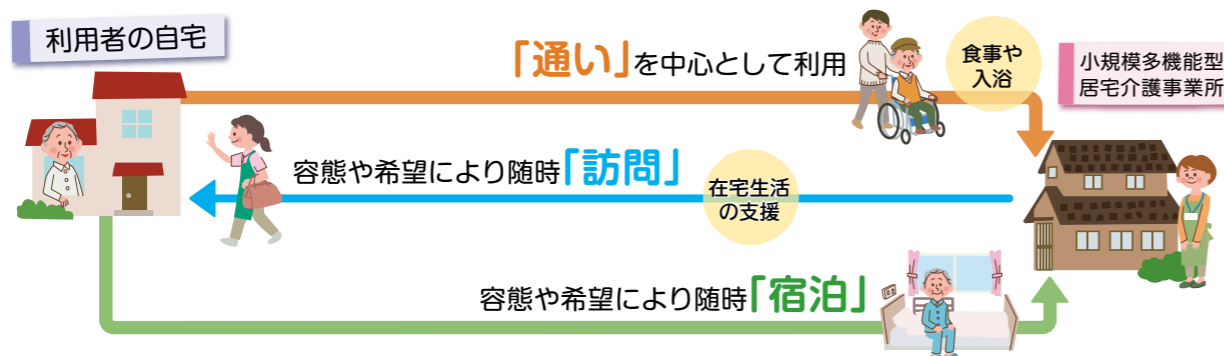 利用者の自宅
「通い」を中心として利用
食事や
入浴
小規模多機能型
居宅介護事業所
容態や希望により随時「訪問」
在宅生活
の支援
容態や希望により随時「宿泊」